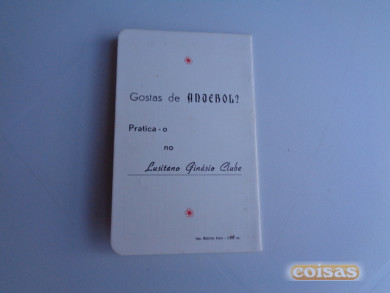 Gostas de ANDEBOL?
Pratica-o
no
Lusitano Ginásio Clube
coisas